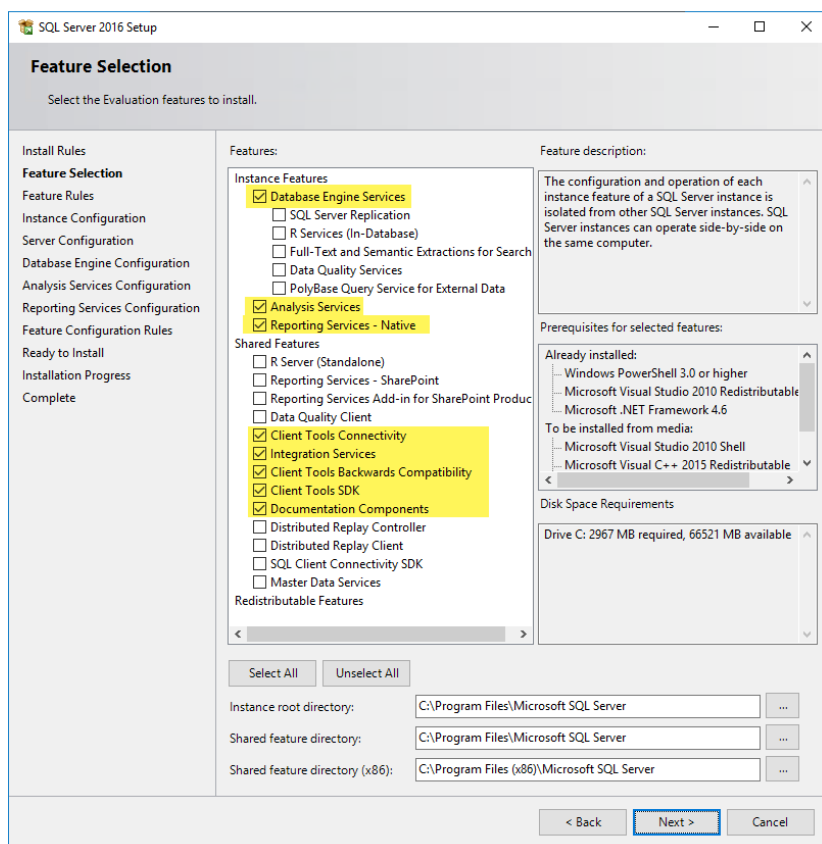 SQL Server 2016 Setup
Feature Selection
Select the Evaluation features to install.
Install Rules
Feature Selection
Feature Rules
Instance Configuration
Server Configuration
Database Engine Configuration
Analysis Services Configuration
Reporting Services Configuration
Feature Configuration Rules
Ready to Install
Installation Progress
Complete
Features:
Instance Features
Database Engine Services
SQL Server Replication
R Services (In-Database)
Full-Text and Semantic Extractions for Search
Data Quality Services
PolyBase Query Service for External Data
Analysis Services
Reporting Services - Native
Shared Features
R Server (Standalone)
Reporting Services - SharePoint
Reporting Services Add-in for SharePoint Produc
Data Quality Client
Client Tools Connectivity
Integration Services
Client Tools Backwards Compatibility
Client Tools SDK
Documentation Components
Distributed Replay Controller
Distributed Replay Client
SQL Client Connectivity SDK
Master Data Services
Redistributable Features
Feature description:
The configuration and operation of each
instance feature of a SQL Server instance is
isolated from other SQL Server instances. SQL
Server instances can operate side-by-side on
the same computer.
Prerequisites for selected features:
Already installed:
Windows PowerShell 3.0 or higher
Microsoft Visual Studio 2010 Redistributable
Microsoft .NET Framework 4.6
To be installed from media:
Microsoft Visual Studio 2010 Shell
Microsoft Visual C++ 2015 Redistributable
Disk Space Requirements
Drive C: 2967 MB required, 66521 MB available
Select All
Unselect All
Instance root directory:
C:\Program Files\Microsoft SQL Server
...
Shared feature directory:
C:\Program Files\Microsoft SQL Server
...
Shared feature directory (x86):
C:\Program Files (x86)\Microsoft SQL Server
...
< Back
Next >
Cancel